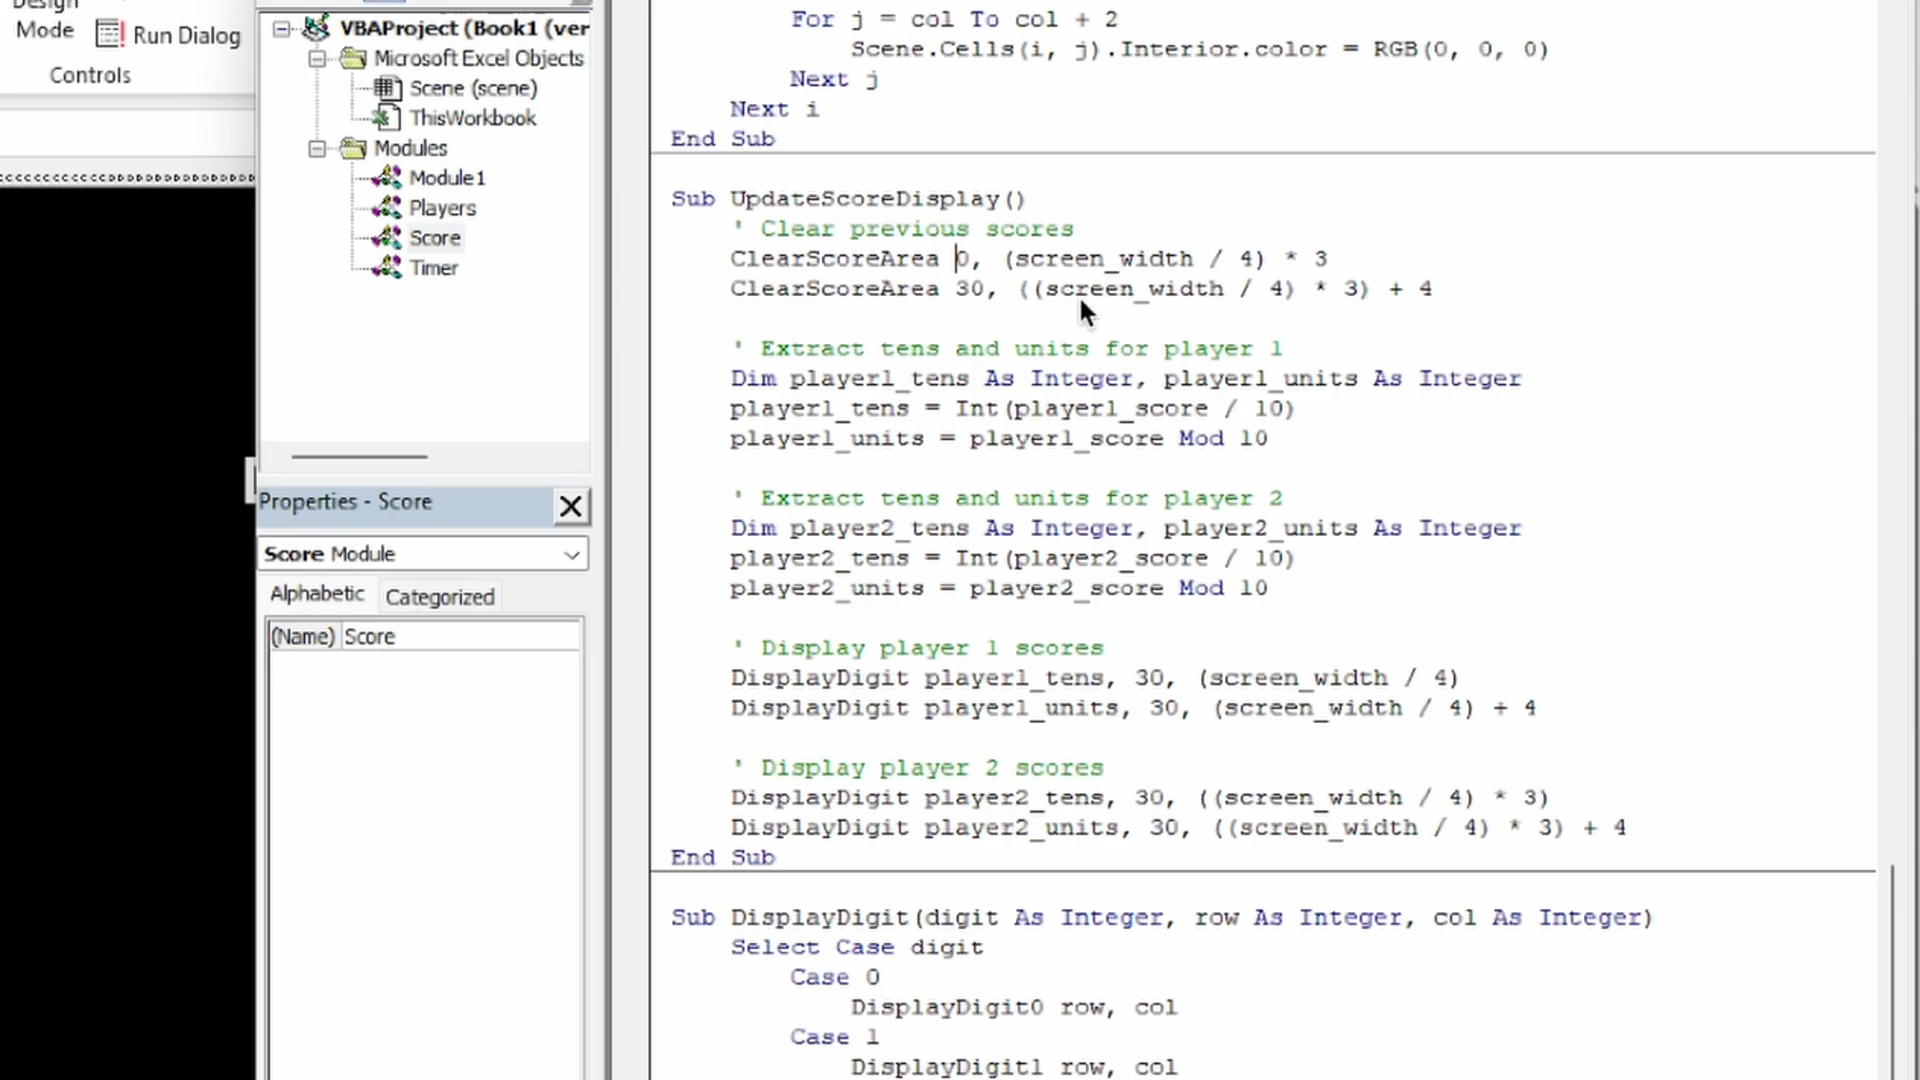 Design
Mode
Run Dialog
Controls
VBAProject (Book1 (ver
Microsoft Excel Objects
Scene (scene)
ThisWorkbook
Modules
Module1
Players
Score
Timer
Properties - Score
Score Module
Alphabetic
Categorized
(Name) Score
For j = col To col + 2
Scene.Cells(i, j).Interior.color = RGB(0, 0, 0)
Next j
Next i
End Sub
Sub UpdateScoreDisplay()
' Clear previous scores
ClearScoreArea 0, (screen_width / 4) * 3
ClearScoreArea 30, ((screen_width / 4) * 3) + 4
' Extract tens and units for player 1
Dim player1_tens As Integer, player1_units As Integer
player1_tens = Int(player1_score / 10)
player1_units = player1_score Mod 10
' Extract tens and units for player 2
Dim player2_tens As Integer, player2_units As Integer
player2_tens = Int(player2_score / 10)
player2_units = player2_score Mod 10
' Display player 1 scores
DisplayDigit player1_tens, 30, (screen_width / 4)
DisplayDigit player1_units, 30, (screen_width / 4) + 4
' Display player 2 scores
DisplayDigit player2_tens, 30, ((screen_width / 4) * 3)
DisplayDigit player2_units, 30, ((screen_width / 4) * 3) + 4
End Sub
Sub DisplayDigit(digit As Integer, row As Integer, col As Integer)
Select Case digit
Case 0
DisplayDigit0 row, col
Case 1
DisplayDigit1 row, col